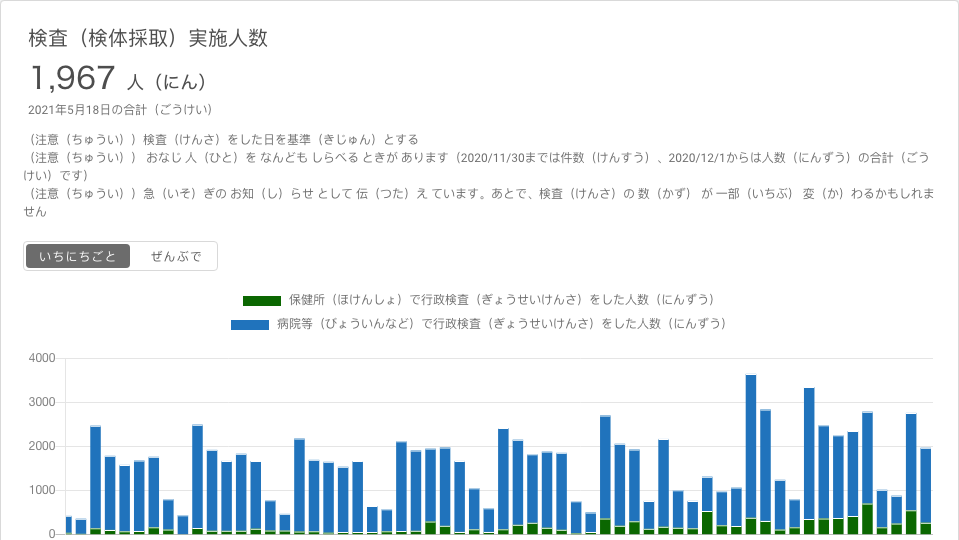 検査（検体採取）実施人数
1,967 人（にん）
2021年5月18日の合計（ごうけい）
（注意（ちゅうい））検査（けんさ）をした日を基準（きじゅん）とする
（注意（ちゅうい）） おなじ 人（ひと）を なんども しらべる ときが あります（2020/11/30までは件数（けんすう）、2020/12/1からは人数（にんずう）の合計（ごう
けい）です）
（注意（ちゅうい））急（いそ）ぎの お知（し）らせ として 伝（つた）え ています。あとで、検査（けんさ）の 数（かず） が 一部（いちぶ） 変（か）わるかもしれま
せん
いちにちごと ぜんぶで
保健所（ほけんしょ）で行政検査（ぎょうせいけんさ）をした人数（にんずう）
病院等（びょういんなど）で行政検査（ぎょうせいけんさ）をした人数（にんずう）
4000
3000
2000
1000
0